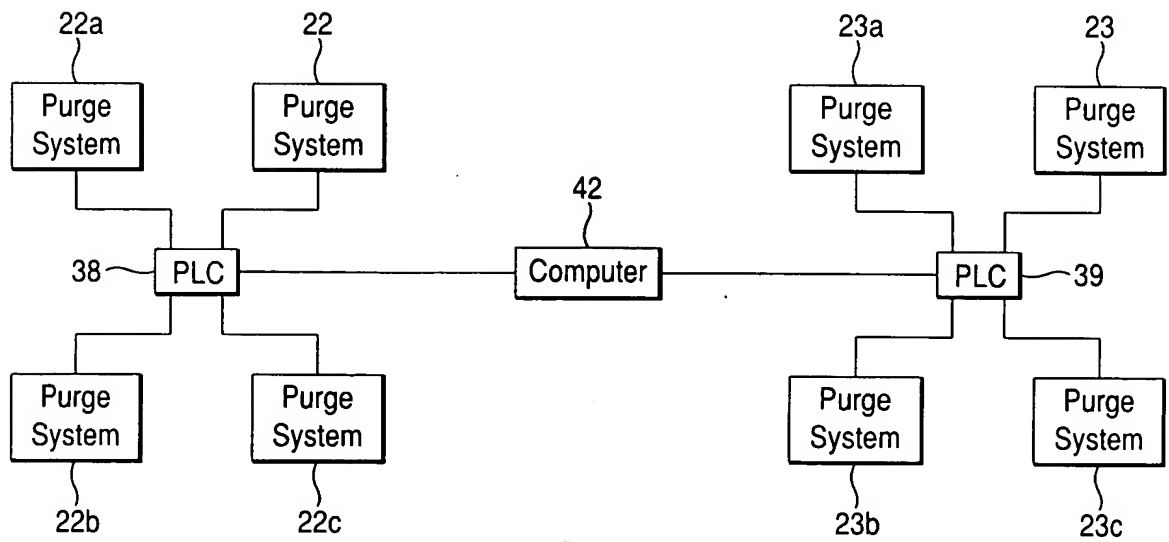 22a
22
23a
23
Purge
System
Purge
System
Purge
System
Purge
System
42
38
PLC
Computer
PLC
39
Purge
System
Purge
System
Purge
System
Purge
System
22b
22c
23b
23c